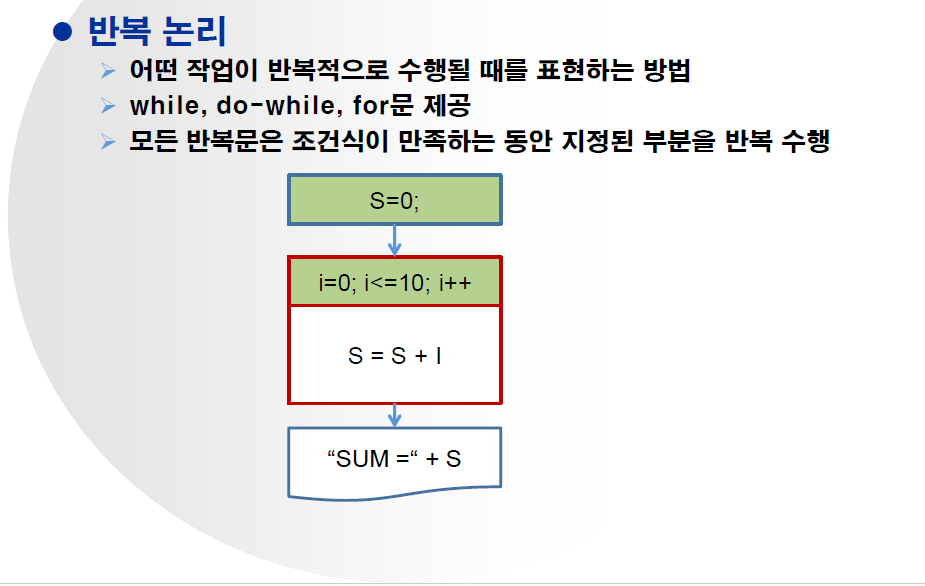 반복 논리
어떤 작업이 반복적으로 수행될 때를 표현하는 방법
while, do-while, for문 제공
모든 반복문은 조건식이 만족하는 동안 지정된 부분을 반복 수행
S=0;
i=0; i<=10; i++
S = S + I
“SUM =“ + S